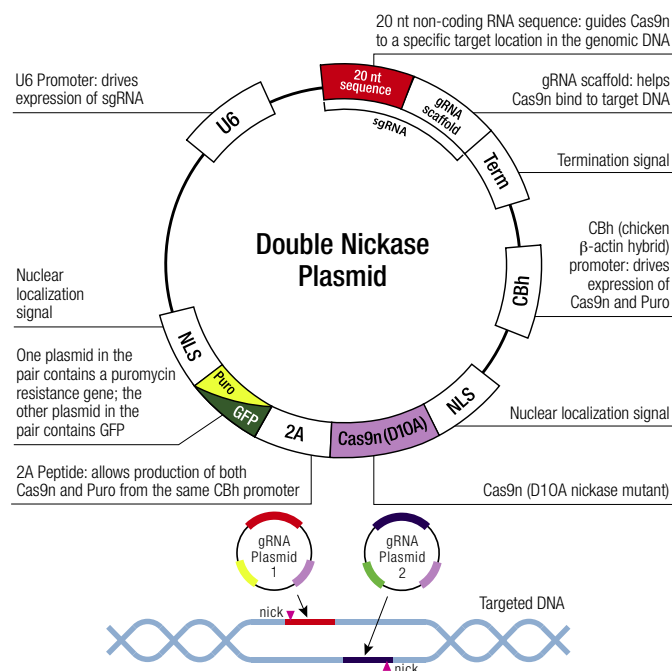 20 nt non-coding RNA sequence: guides Cas9n
to a specific target location in the genomic DNA
U6 Promoter: drives
expression of sgRNA
gRNA scaffold: helps
Cas9n bind to target DNA
20 nt
sequence
gRNA
scaffold
sgRNA
U6
Term
Termination signal
Double Nickase
Plasmid
CBh (chicken
β-actin hybrid)
promoter: drives
expression of
Cas9n and Puro
CBh
Nuclear
localization
signal
NLS
One plasmid in the
pair contains a puromycin
resistance gene; the
other plasmid in the
pair contains GFP
Puro
GFP
2A
Cas9n (D10A)
NLS
Nuclear localization signal
2A Peptide: allows production of both
Cas9n and Puro from the same CBh promoter
Cas9n (D10A nickase mutant)
gRNA
Plasmid
1
gRNA
Plasmid
2
Targeted DNA
nick
nick